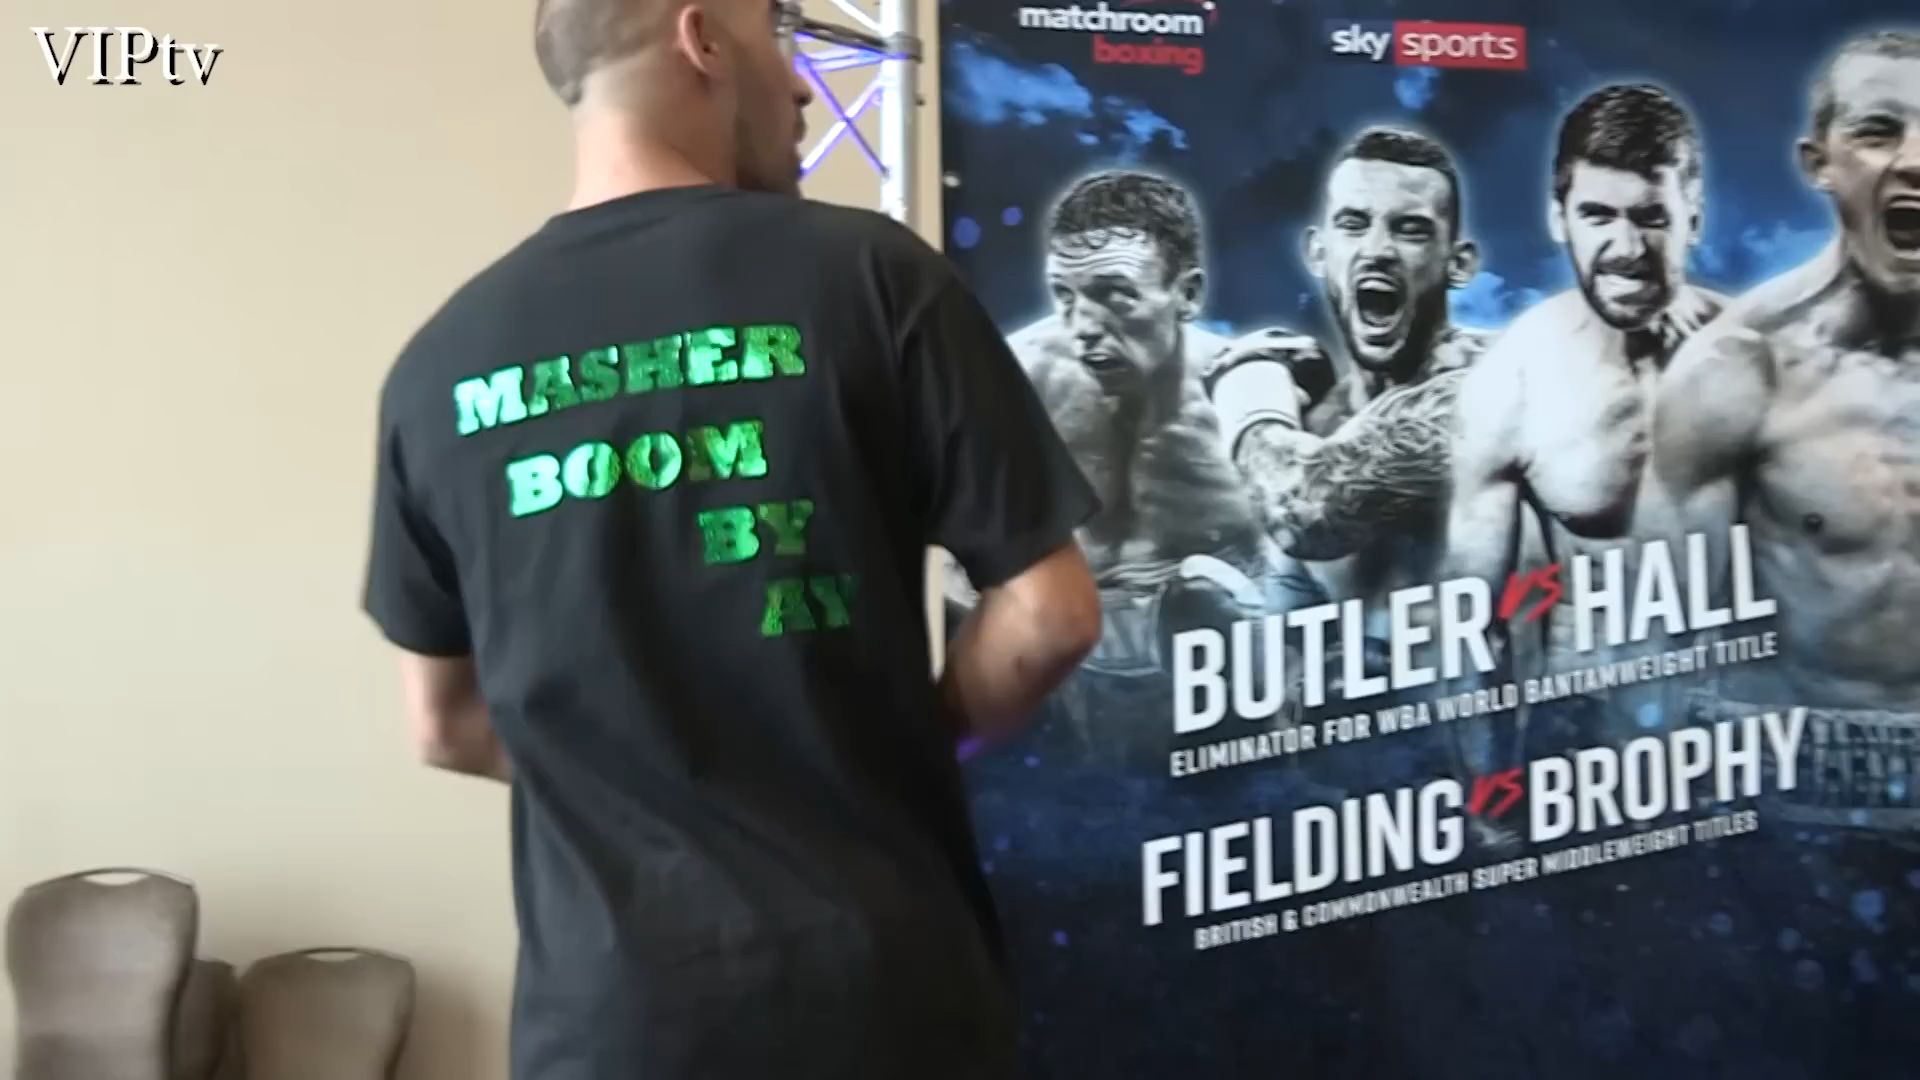 VIPtv
matchroom
boxing
sky sports
MASHER
BOOM
BY
AY
BUTLER vs HALL
ELIMINATOR FOR WBA WORLD BANTAMWEIGHT TITLE
FIELDING vs BROPHY
BRITISH & COMMONWEALTH SUPER MIDDLEWEIGHT TITLES